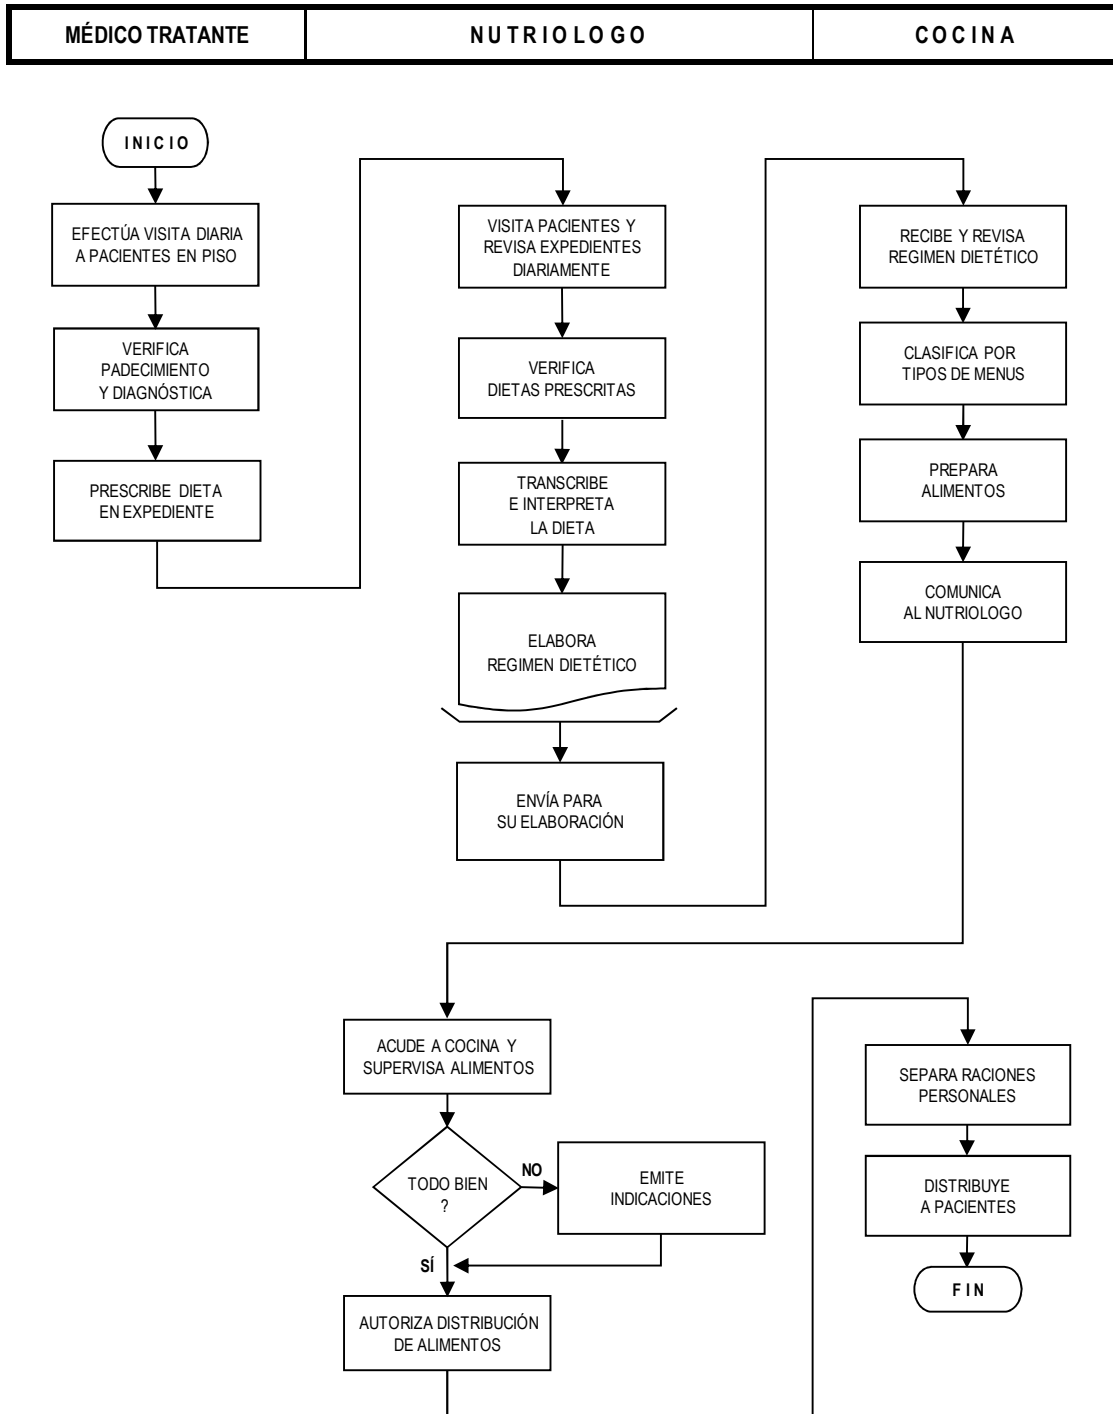 MÉDICO TRATANTE
NUTRIOLOGO
COCINA
INICIO
EFECTÚA VISITA DIARIA
A PACIENTES EN PISO
VERIFICA
PADECIMIENTO
Y DIAGNÓSTICA
PRESCRIBE DIETA
EN EXPEDIENTE
VISITA PACIENTES Y
REVISA EXPEDIENTES
DIARIAMENTE
VERIFICA
DIETAS PRESCRITAS
TRANSCRIBE
E INTERPRETA
LA DIETA
ELABORA
REGIMEN DIETÉTICO
ENVÍA PARA
SU ELABORACIÓN
RECIBE Y REVISA
REGIMEN DIETÉTICO
CLASIFICA POR
TIPOS DE MENUS
PREPARA
ALIMENTOS
COMUNICA
AL NUTRIOLOGO
ACUDE A COCINA Y
SUPERVISA ALIMENTOS
TODO BIEN
?
NO
EMITE
INDICACIONES
SÍ
AUTORIZA DISTRIBUCIÓN
DE ALIMENTOS
SEPARA RACIONES
PERSONALES
DISTRIBUYE
A PACIENTES
FIN